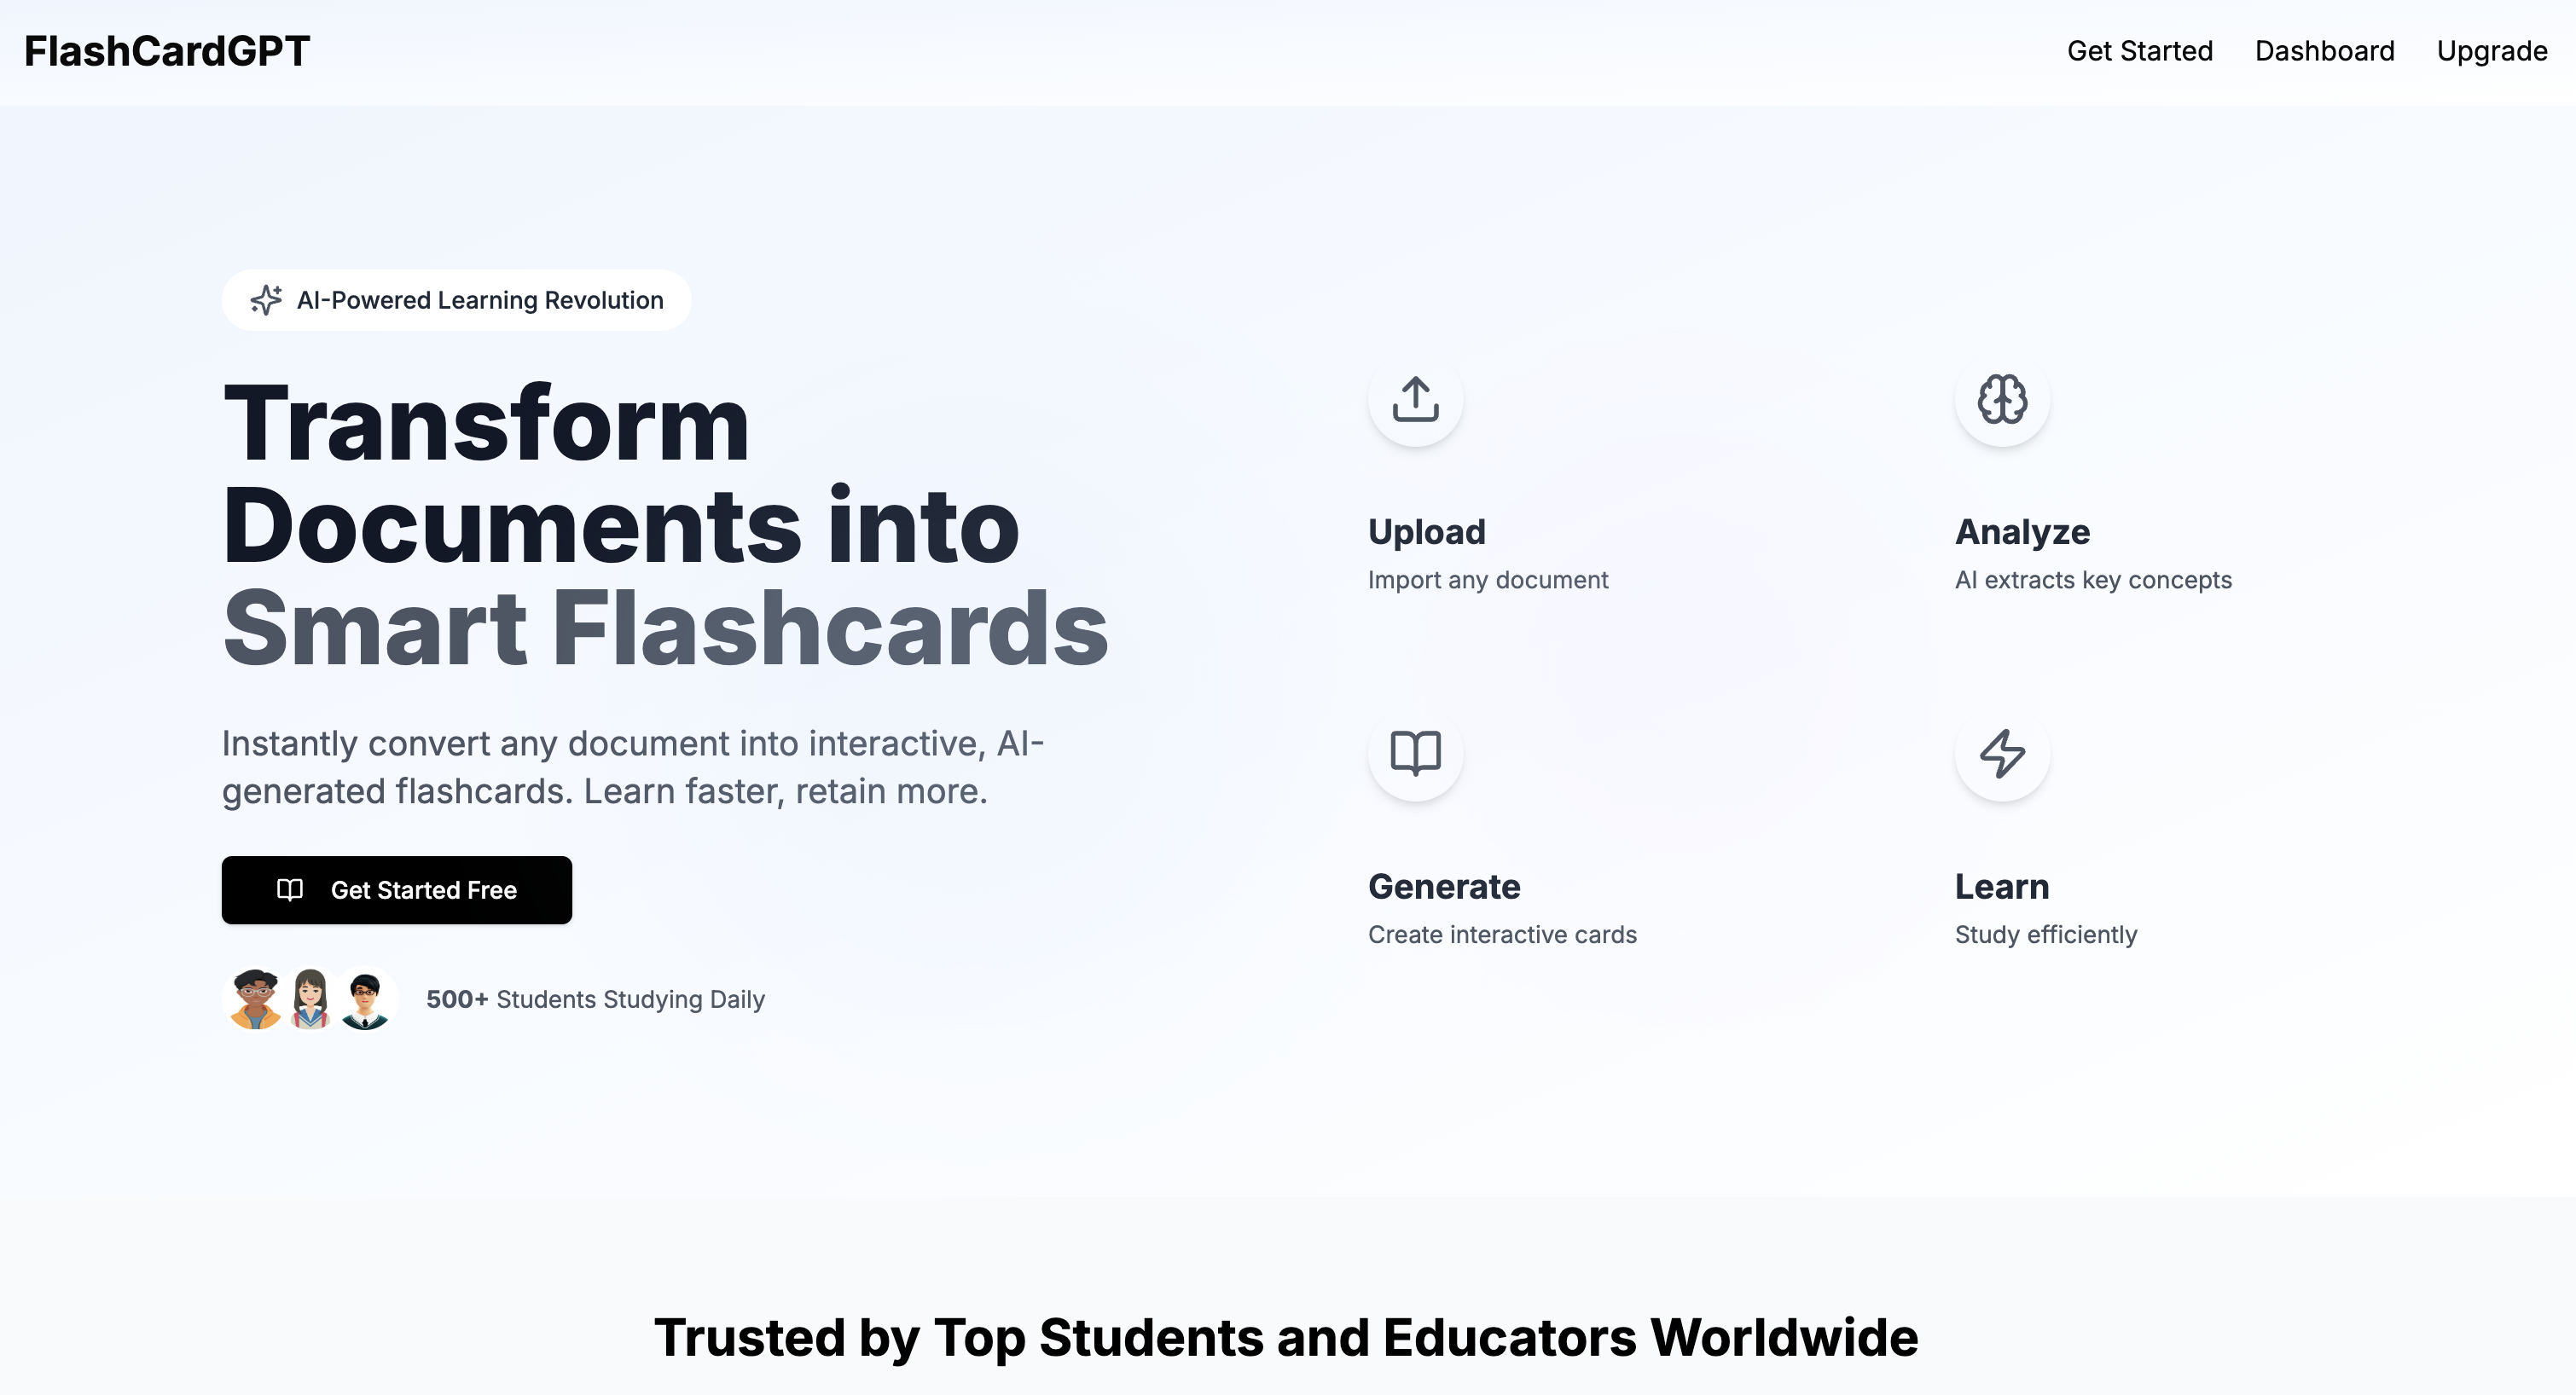 FlashCardGPT
Get Started
Dashboard
Upgrade
AI-Powered Learning Revolution
Transform
Documents into
Smart Flashcards
Instantly convert any document into interactive, AI-
generated flashcards. Learn faster, retain more.
Get Started Free
500+ Students Studying Daily
Upload
Import any document
Analyze
AI extracts key concepts
Generate
Create interactive cards
Learn
Study efficiently
Trusted by Top Students and Educators Worldwide